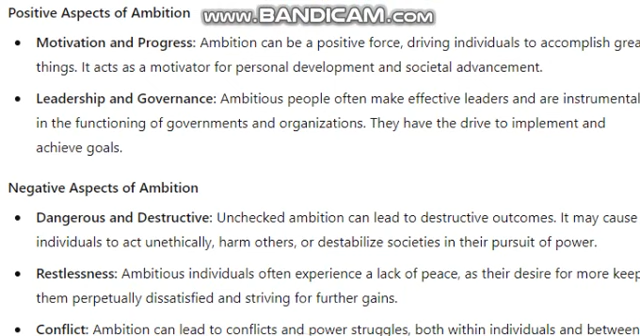 Positive Aspects of Ambition
www.BANDICAM.com
• Motivation and Progress: Ambition can be a positive force, driving individuals to accomplish grea
things. It acts as a motivator for personal development and societal advancement.
• Leadership and Governance: Ambitious people often make effective leaders and are instrumental
in the functioning of governments and organizations. They have the drive to implement and
achieve goals.
Negative Aspects of Ambition
• Dangerous and Destructive: Unchecked ambition can lead to destructive outcomes. It may cause
individuals to act unethically, harm others, or destabilize societies in their pursuit of power.
• Restlessness: Ambitious individuals often experience a lack of peace, as their desire for more keep
them perpetually dissatisfied and striving for further gains.
• Conflict: Ambition can lead to conflicts and power struggles, both within individuals and between